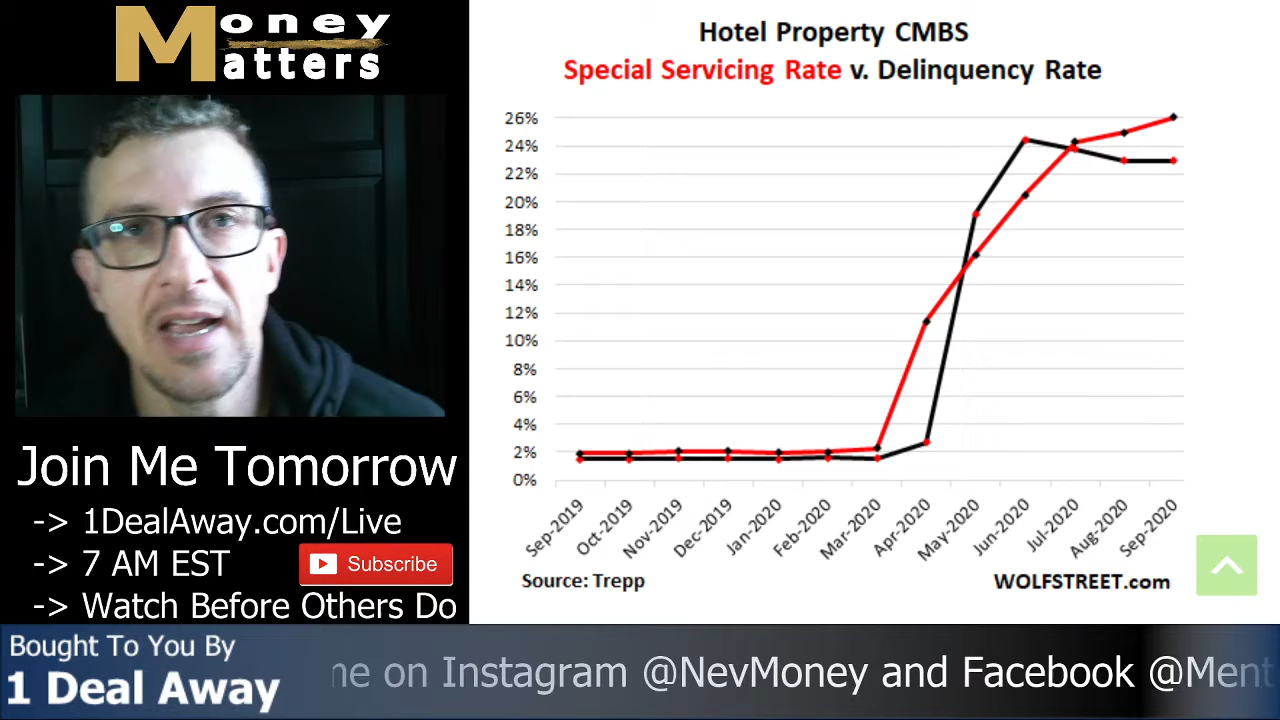 Money
Matters
Join Me Tomorrow
-> 1DealAway.com/Live
-> 7 AM EST
Subscribe
-> Watch Before Others Do
Hotel Property CMBS
Special Servicing Rate v. Delinquency Rate
26%
24%
22%
20%
18%
16%
14%
12%
10%
8%
6%
4%
2%
0%
Sep-2019
Oct-2019
Nov-2019
Dec-2019
Jan-2020
Feb-2020
Mar-2020
Apr-2020
May-2020
Jun-2020
Jul-2020
Aug-2020
Sep-2020
Source: Trepp
WOLFSTREET.com
Bought To You By
1 Deal Away
me on Instagram @NevMoney and Facebook @Ment